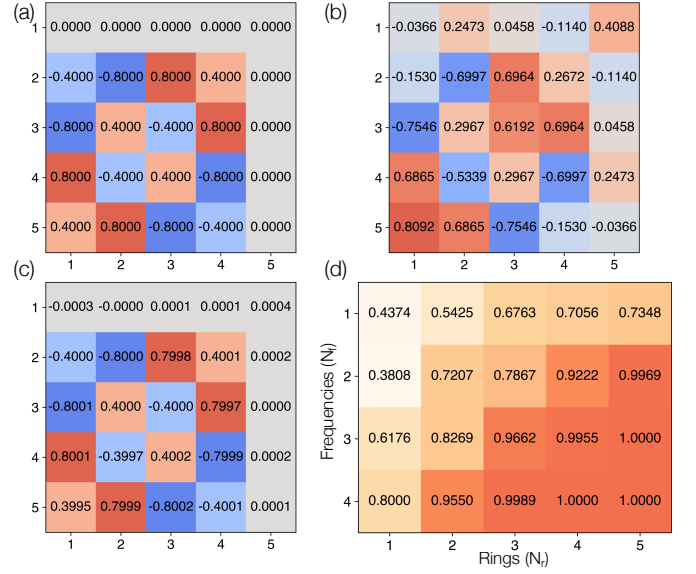 (a)
1 0.0000 0.0000 0.0000 0.0000 0.0000
2 -0.4000 -0.8000 0.8000 0.4000 0.0000
3 -0.8000 0.4000 -0.4000 0.8000 0.0000
4 0.8000 -0.4000 0.4000 -0.8000 0.0000
5 0.4000 0.8000 -0.8000 -0.4000 0.0000
1 2 3 4 5
(b)
1 -0.0366 0.2473 0.0458 -0.1140 0.4088
2 -0.1530 -0.6997 0.6964 0.2672 -0.1140
3 -0.7546 0.2967 0.6192 0.6964 0.0458
4 0.6865 -0.5339 0.2967 -0.6997 0.2473
5 0.8092 0.6865 -0.7546 -0.1530 -0.0366
1 2 3 4 5
(c)
1 -0.0003 -0.0000 0.0001 0.0001 0.0004
2 -0.4000 -0.8000 0.7998 0.4001 0.0002
3 -0.8001 0.4000 -0.4000 0.7997 0.0000
4 0.8001 -0.3997 0.4002 -0.7999 0.0002
5 0.3995 0.7999 -0.8002 -0.4001 0.0001
1 2 3 4 5
(d)
Frequencies (Nf)
1 0.4374 0.5425 0.6763 0.7056 0.7348
2 0.3808 0.7207 0.7867 0.9222 0.9969
3 0.6176 0.8269 0.9662 0.9955 1.0000
4 0.8000 0.9550 0.9989 1.0000 1.0000
1 2 3 4 5
Rings (Nr)